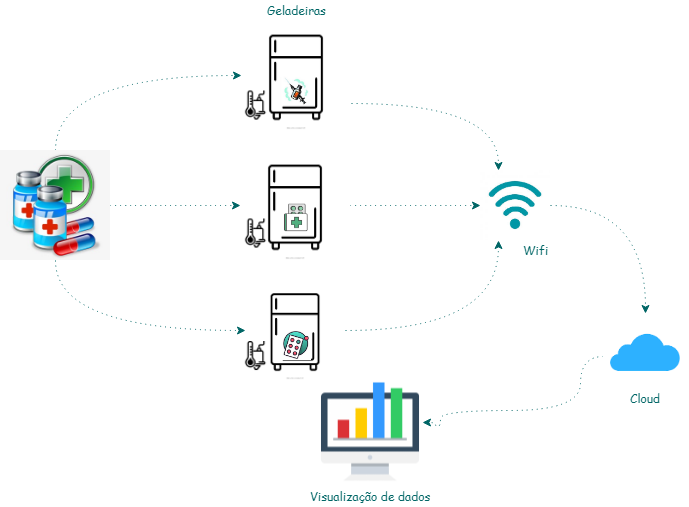 Geladeiras
Wifi
Cloud
Visualização de dados